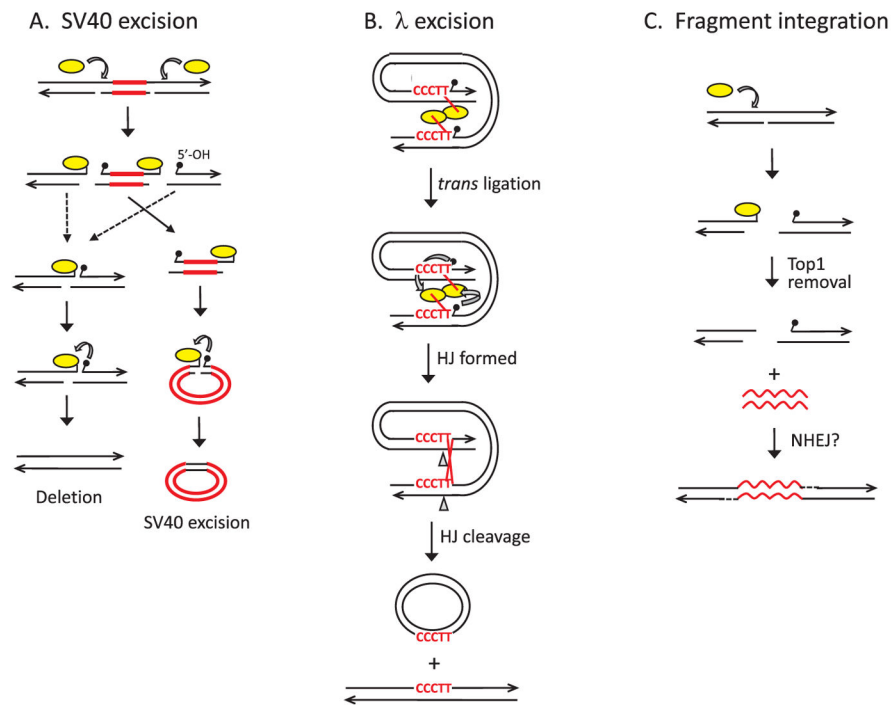 A. SV40 excision
5'-OH
Deletion
SV40 excision
B. λ excision
CCCTT
CCCTT
trans ligation
CCCTT
CCCTT
HJ formed
CCCTT
CCCTT
HJ cleavage
CCCTT
+
CCCTT
C. Fragment integration
Top1
removal
+
NHEJ?